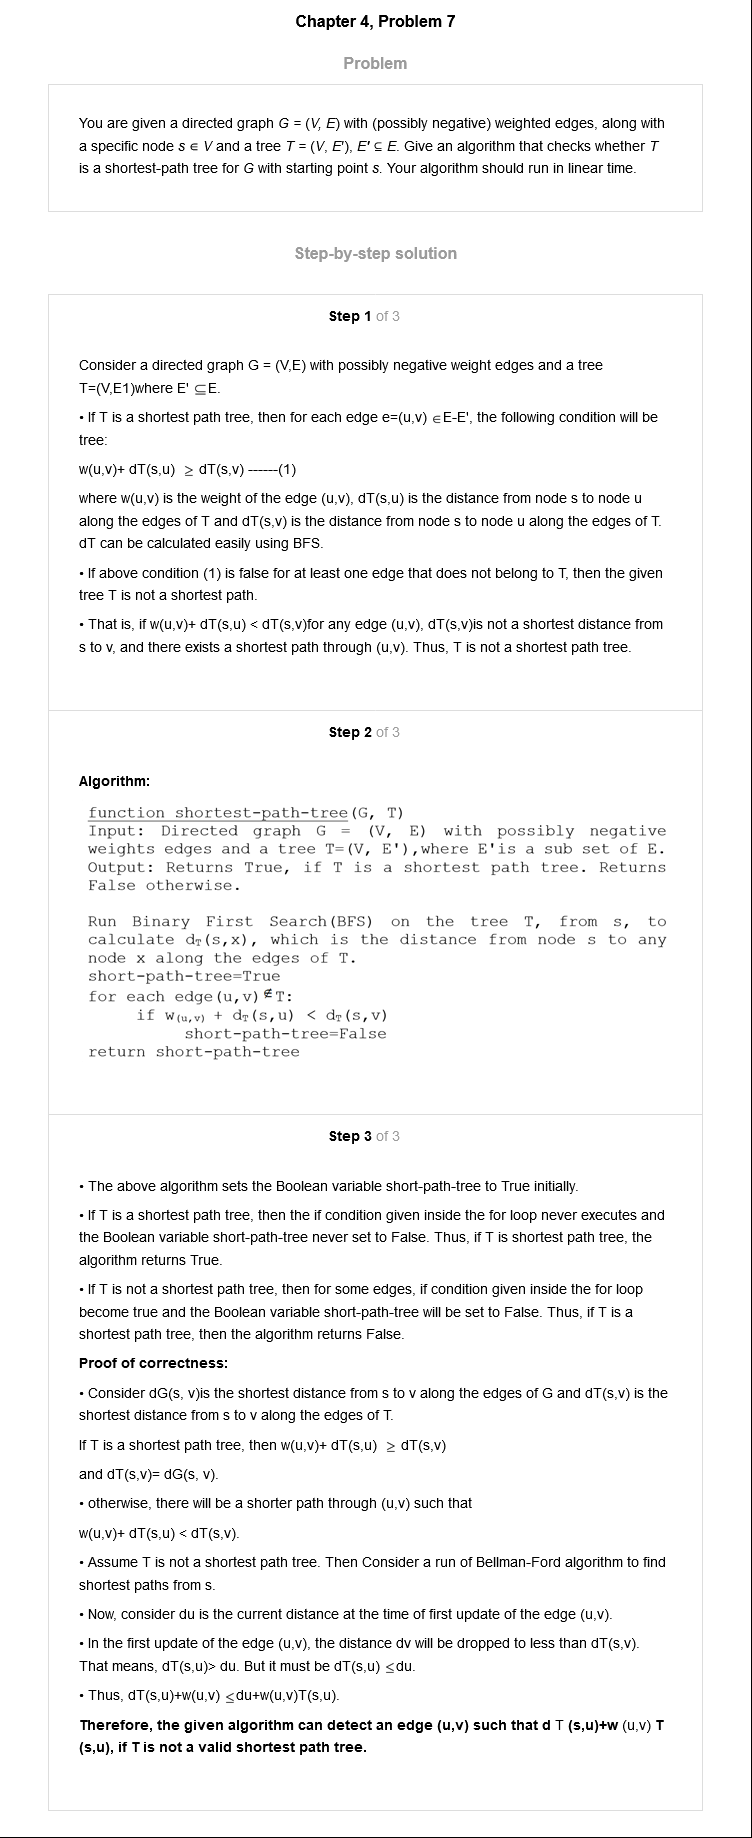 Chapter 4, Problem 7
Problem
You are given a directed graph G = (V, E) with (possibly negative) weighted edges, along with
a specific node s ∊ V and a tree T = (V, E'), E' ⊆ E. Give an algorithm that checks whether T
is a shortest-path tree for G with starting point s. Your algorithm should run in linear time.
Step-by-step solution
Step 1 of 3
Consider a directed graph G = (V,E) with possibly negative weight edges and a tree
T=(V,E1)where E' ⊆E.
• If T is a shortest path tree, then for each edge e=(u,v) ∈E-E', the following condition will be
tree:
w(u,v)+ dT(s,u) ≥ dT(s,v) ------(1)
where w(u,v) is the weight of the edge (u,v), dT(s,u) is the distance from node s to node u
along the edges of T and dT(s,v) is the distance from node s to node u along the edges of T.
dT can be calculated easily using BFS.
• If above condition (1) is false for at least one edge that does not belong to T, then the given
tree T is not a shortest path.
• That is, if w(u,v)+ dT(s,u) < dT(s,v)for any edge (u,v), dT(s,v)is not a shortest distance from
s to v, and there exists a shortest path through (u,v). Thus, T is not a shortest path tree.
Step 2 of 3
Algorithm:
function shortest-path-tree(G, T)
Input: Directed graph G = (V, E) with possibly negative
weights edges and a tree T=(V, E'),where E'is a sub set of E.
Output: Returns True, if T is a shortest path tree. Returns
False otherwise.
Run Binary First Search(BFS) on the tree T, from s, to
calculate dT(s,x), which is the distance from node s to any
node x along the edges of T.
short-path-tree=True
for each edge(u,v)∉T:
if w(u,v) + dT(s,u) < dT(s,v)
short-path-tree=False
return short-path-tree
Step 3 of 3
• The above algorithm sets the Boolean variable short-path-tree to True initially.
• If T is a shortest path tree, then the if condition given inside the for loop never executes and
the Boolean variable short-path-tree never set to False. Thus, if T is shortest path tree, the
algorithm returns True.
• If T is not a shortest path tree, then for some edges, if condition given inside the for loop
become true and the Boolean variable short-path-tree will be set to False. Thus, if T is a
shortest path tree, then the algorithm returns False.
Proof of correctness:
• Consider dG(s, v)is the shortest distance from s to v along the edges of G and dT(s,v) is the
shortest distance from s to v along the edges of T.
If T is a shortest path tree, then w(u,v)+ dT(s,u) ≥ dT(s,v)
and dT(s,v)= dG(s, v).
• otherwise, there will be a shorter path through (u,v) such that
w(u,v)+ dT(s,u) < dT(s,v).
• Assume T is not a shortest path tree. Then Consider a run of Bellman-Ford algorithm to find
shortest paths from s.
• Now, consider du is the current distance at the time of first update of the edge (u,v).
• In the first update of the edge (u,v), the distance dv will be dropped to less than dT(s,v).
That means, dT(s,u)> du. But it must be dT(s,u) ≤du.
• Thus, dT(s,u)+w(u,v) ≤du+w(u,v)T(s,u).
Therefore, the given algorithm can detect an edge (u,v) such that d T (s,u)+w (u,v) T
(s,u), if T is not a valid shortest path tree.